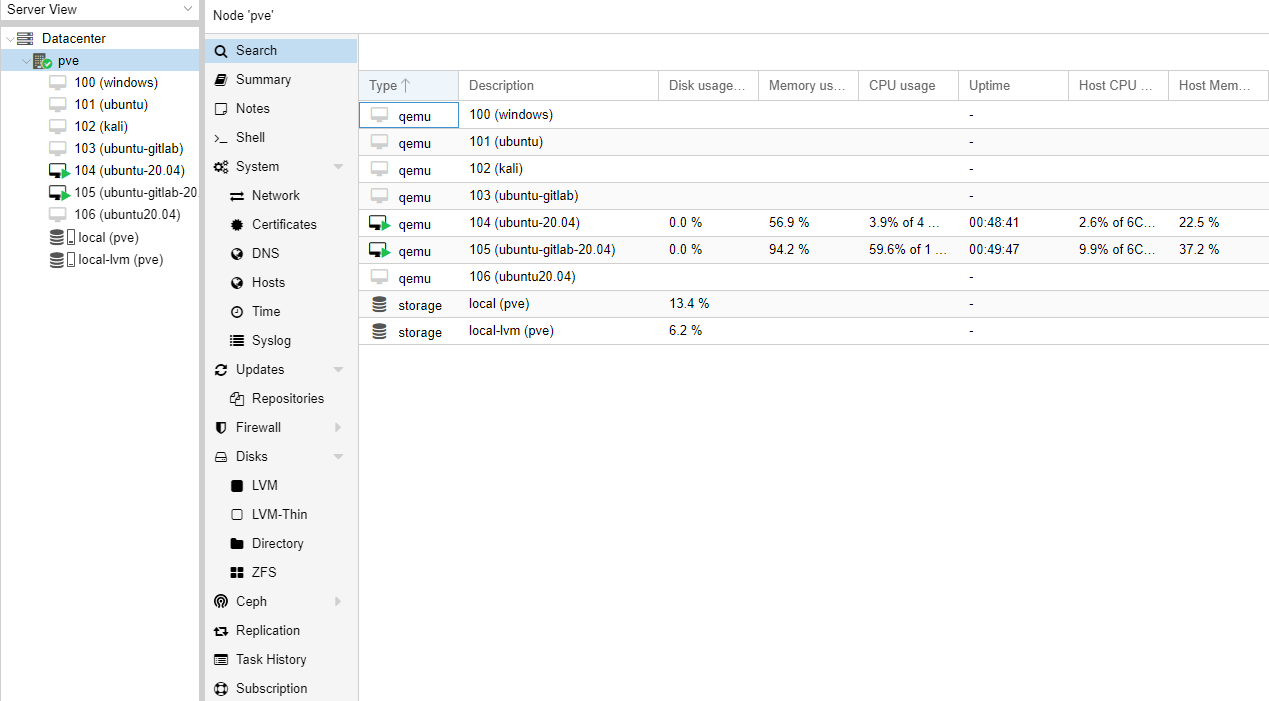 Server View
Datacenter
pve
100 (windows)
101 (ubuntu)
102 (kali)
103 (ubuntu-gitlab)
104 (ubuntu-20.04)
105 (ubuntu-gitlab-20
106 (ubuntu20.04)
local (pve)
local-lvm (pve)
Node 'pve'
Search
Summary
Notes
Shell
System
Network
Certificates
DNS
Hosts
Time
Syslog
Updates
Repositories
Firewall
Disks
LVM
LVM-Thin
Directory
ZFS
Ceph
Replication
Task History
Subscription
Type Description Disk usage... Memory us... CPU usage Uptime Host CPU ... Host Mem...
qemu 100 (windows) -
qemu 101 (ubuntu) -
qemu 102 (kali) -
qemu 103 (ubuntu-gitlab) -
qemu 104 (ubuntu-20.04) 0.0 % 56.9 % 3.9% of 4 ... 00:48:41 2.6% of 6C... 22.5 %
qemu 105 (ubuntu-gitlab-20.04) 0.0 % 94.2 % 59.6% of 1 ... 00:49:47 9.9% of 6C... 37.2 %
qemu 106 (ubuntu20.04) -
storage local (pve) 13.4 % -
storage local-lvm (pve) 6.2 % -